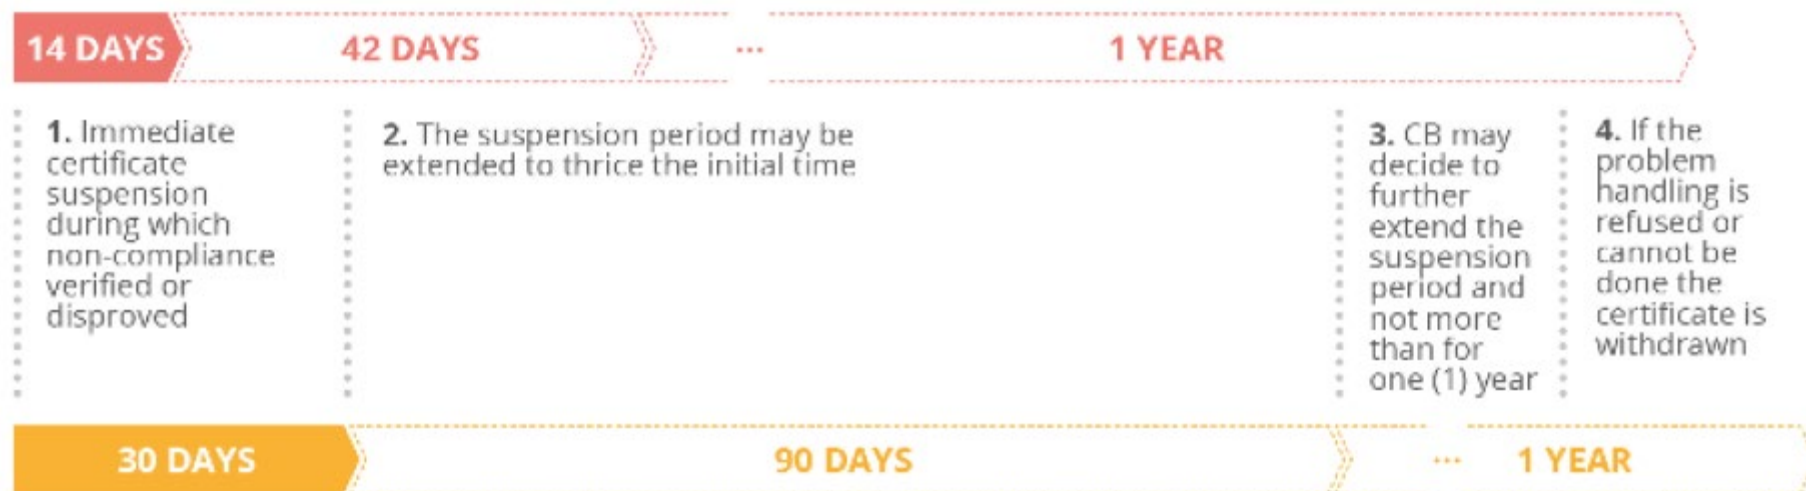 14 DAYS 42 DAYS ... 1 YEAR
1. Immediate
certificate
suspension
during which
non-compliance
verified or
disproved
2. The suspension period may be
extended to thrice the initial time
3. CB may
decide to
further
extend the
suspension
period and
not more
than for
one (1) year
4. If the
problem
handling is
refused or
cannot be
done the
certificate is
withdrawn
30 DAYS 90 DAYS ... 1 YEAR